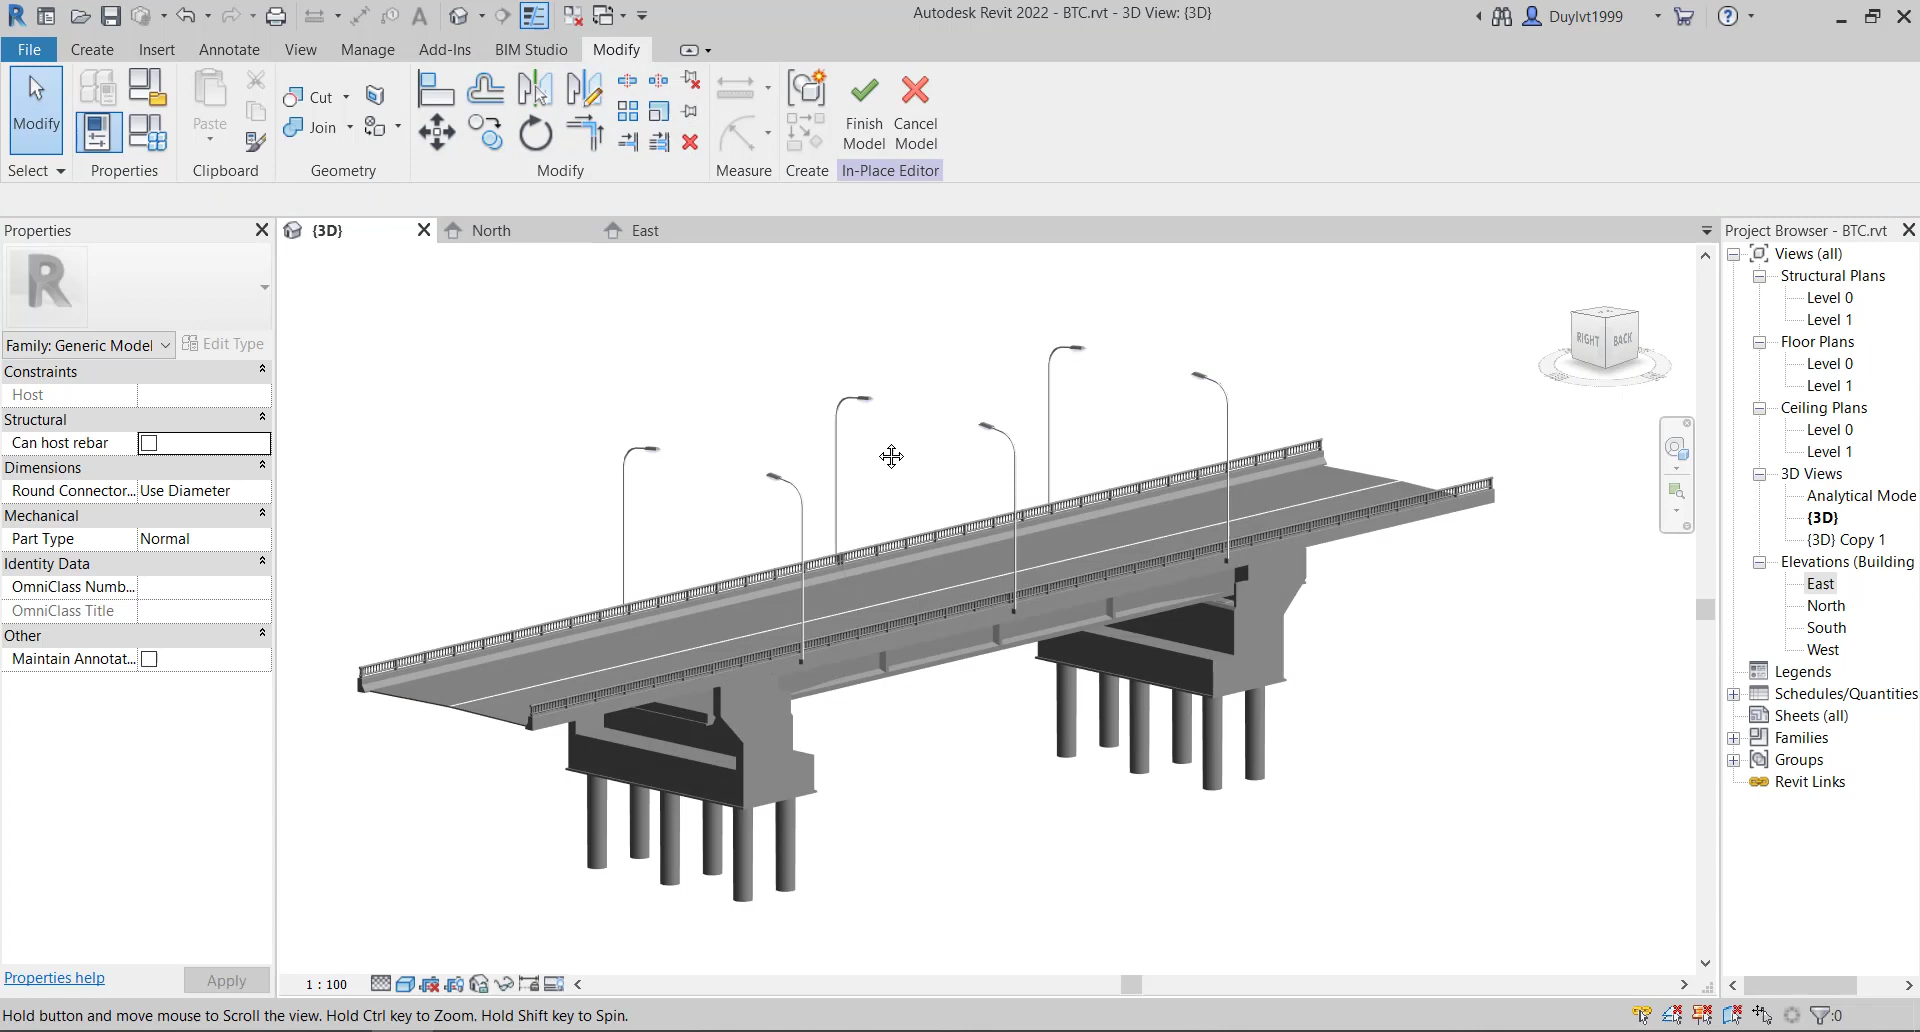 Autodesk Revit 2022 - BTC.rvt - 3D View: {3D}
Duylvt1999
File
Create
Insert
Annotate
View
Manage
Add-Ins
BIM Studio
Modify
Modify
Paste
Cut
Join
Finish Model
Cancel Model
Select
Properties
Clipboard
Geometry
Modify
Measure
Create
In-Place Editor
Properties
{3D}
North
East
Project Browser - BTC.rvt
R
Family: Generic Model
Edit Type
Constraints
Host
Structural
Can host rebar
Dimensions
Round Connector... Use Diameter
Mechanical
Part Type Normal
Identity Data
OmniClass Numb...
OmniClass Title
Other
Maintain Annotat...
Properties help
Apply
RIGHT
BACK
Views (all)
Structural Plans
Level 0
Level 1
Floor Plans
Level 0
Level 1
Ceiling Plans
Level 0
Level 1
3D Views
Analytical Mode
{3D}
{3D} Copy 1
Elevations (Building
East
North
South
West
Legends
Schedules/Quantities
Sheets (all)
Families
Groups
Revit Links
1 : 100
Hold button and move mouse to Scroll the view. Hold Ctrl key to Zoom. Hold Shift key to Spin.
:0